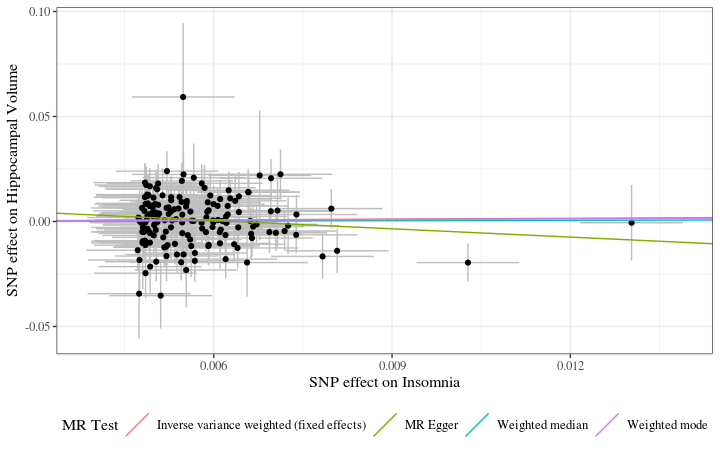 0.10
0.05
0.00
-0.05
SNP effect on Hippocampal Volume
0.006 0.009 0.012
SNP effect on Insomnia
MR Test Inverse variance weighted (fixed effects) MR Egger Weighted median Weighted mode